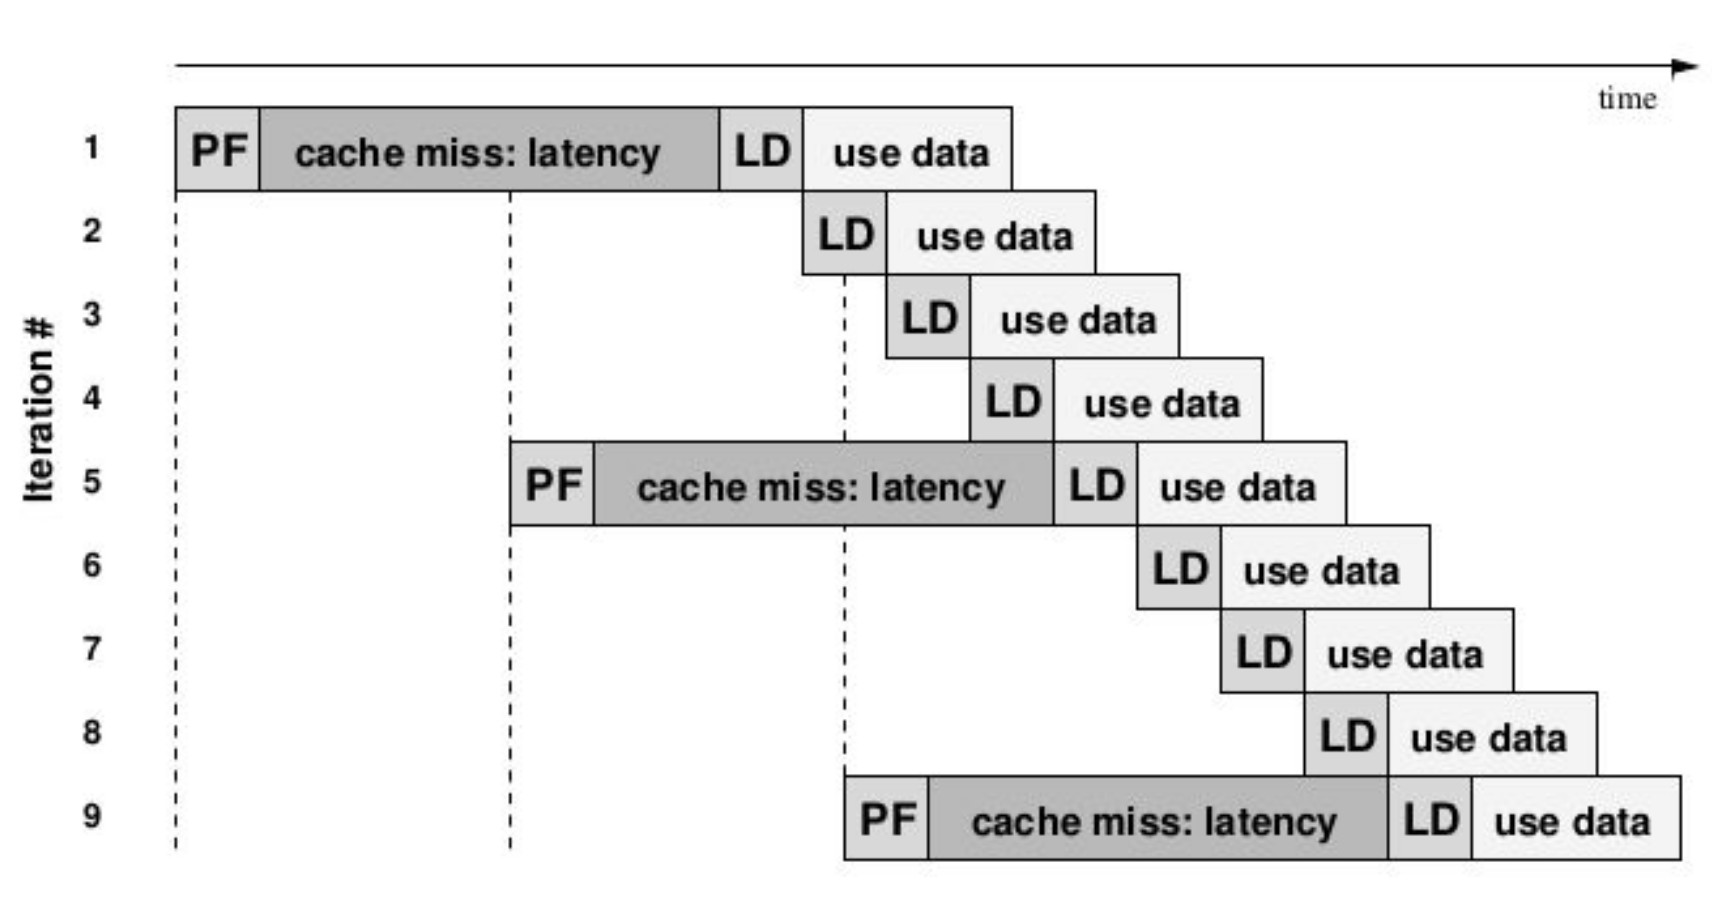 time
1 PF cache miss: latency LD use data
2 LD use data
3 LD use data
4 LD use data
Iteration #
5 PF cache miss: latency LD use data
6 LD use data
7 LD use data
8 LD use data
9 PF cache miss: latency LD use data